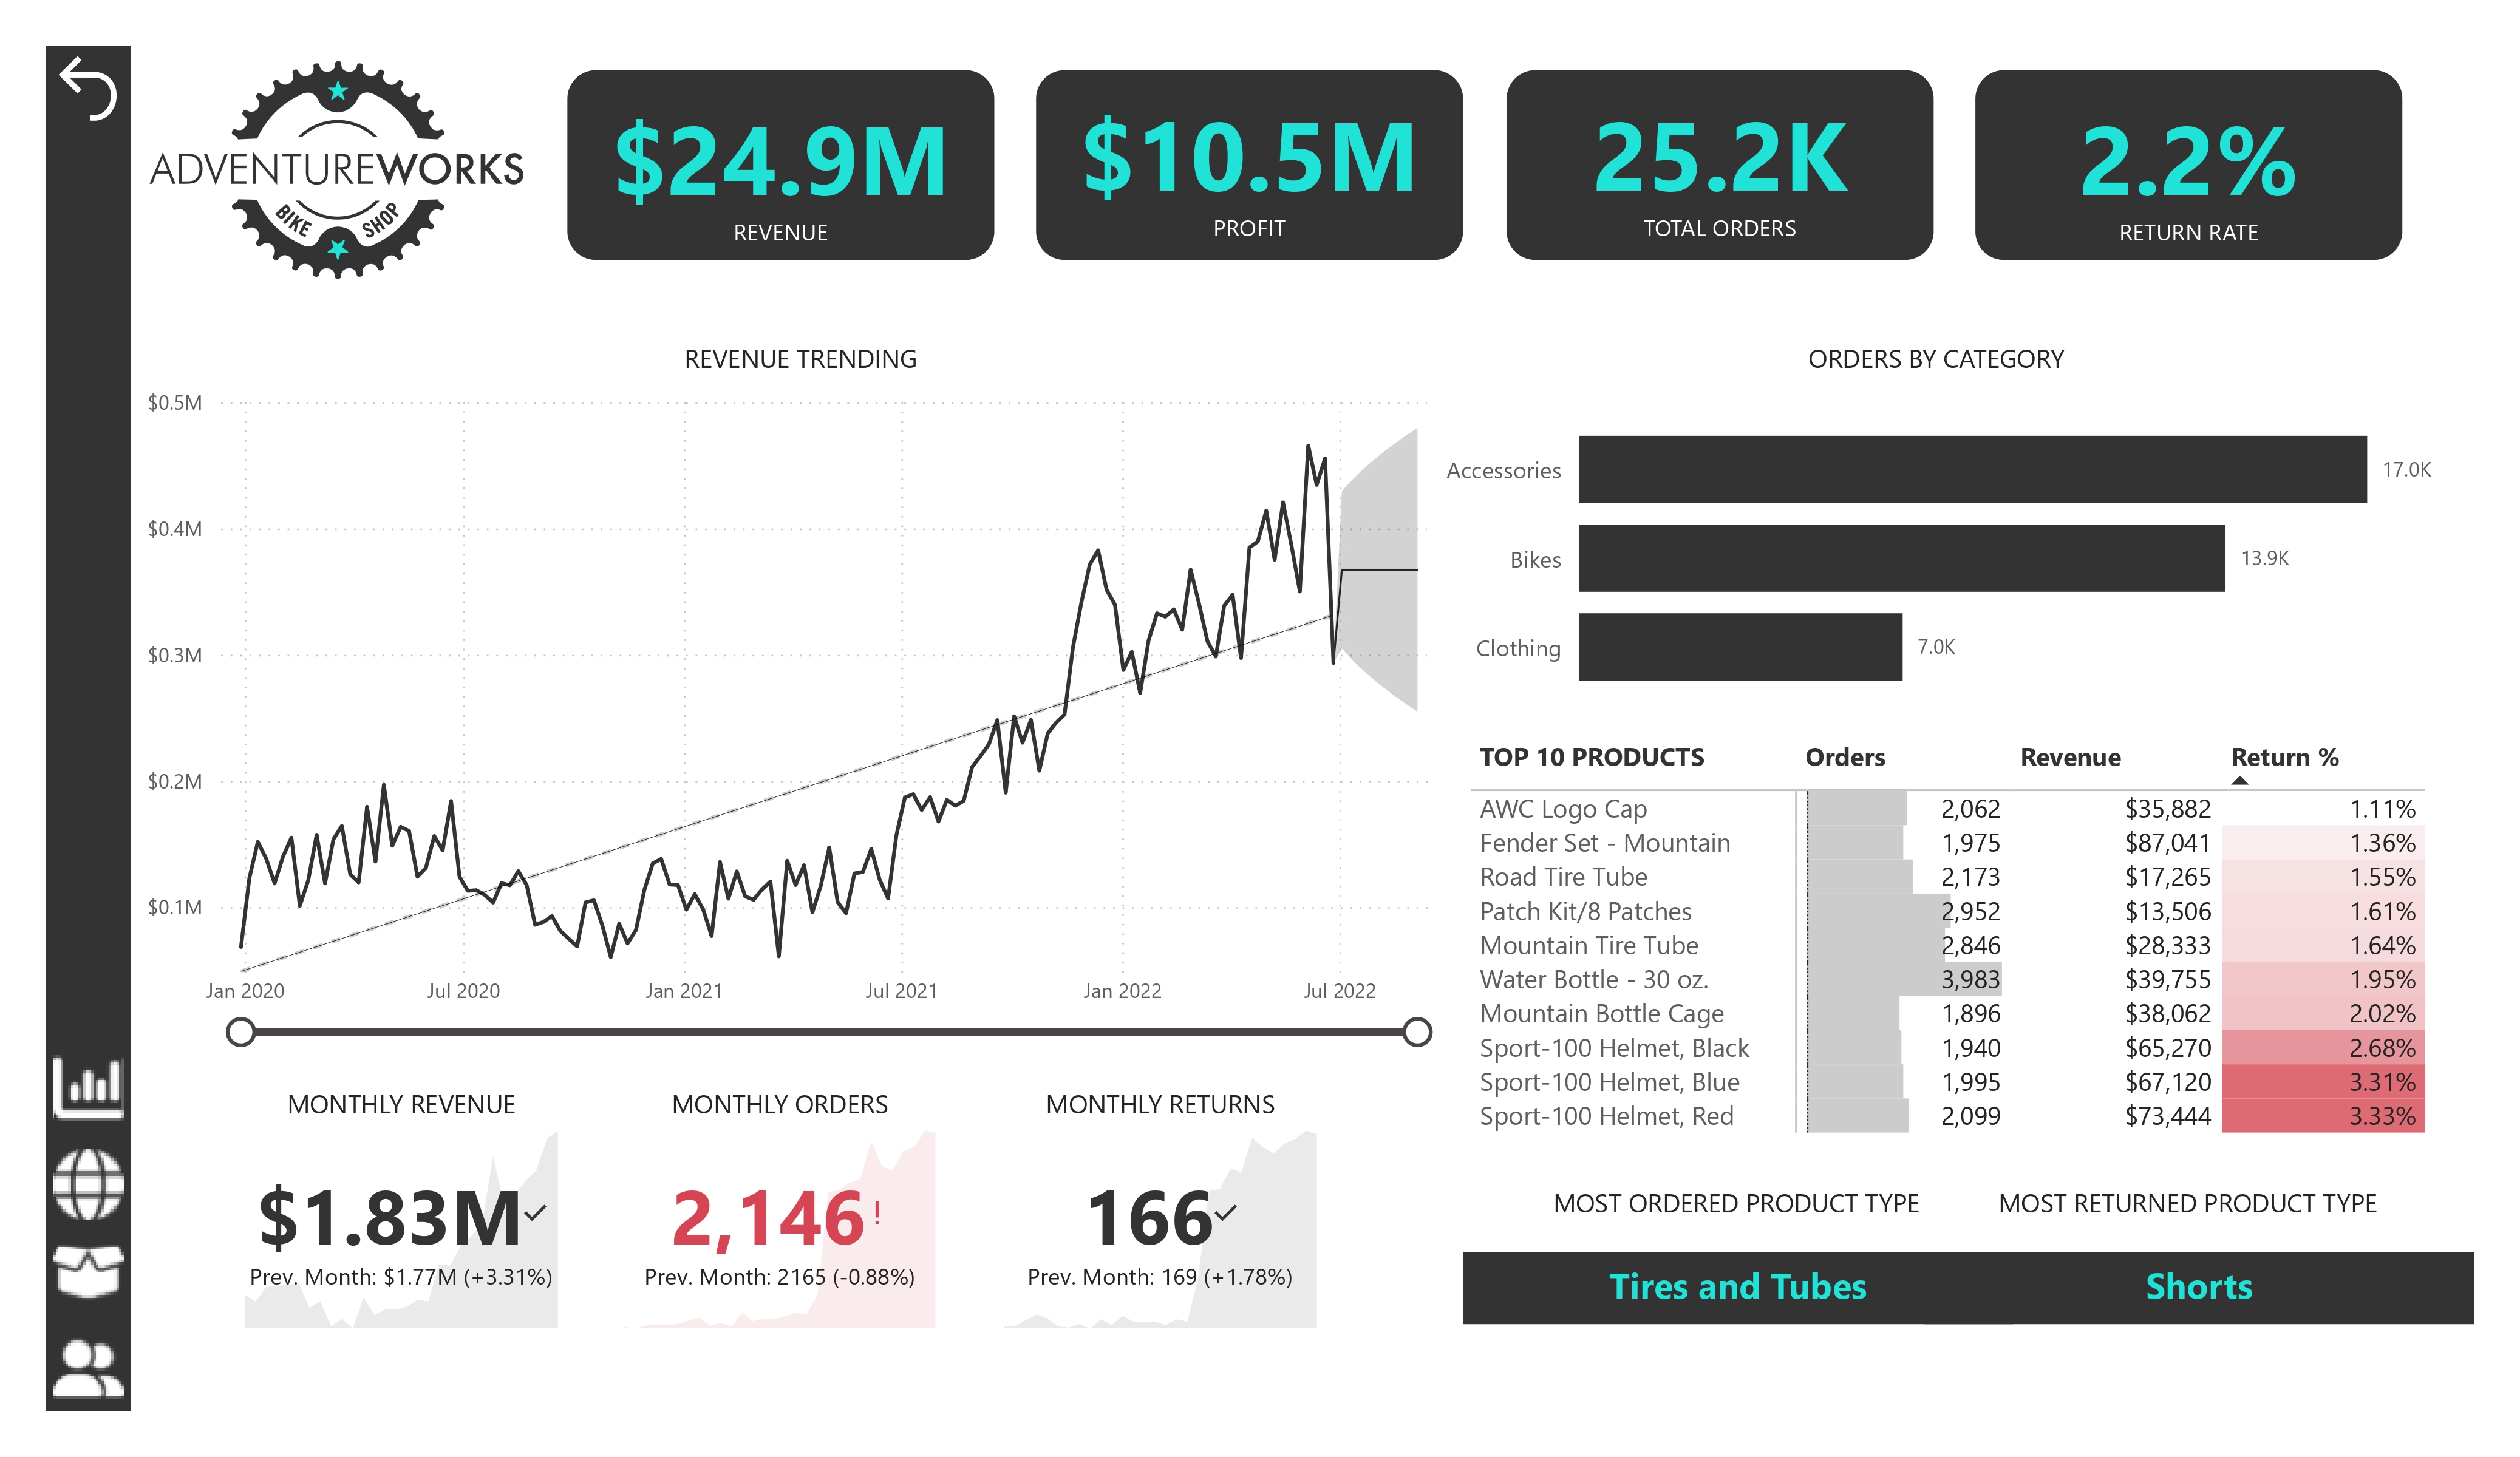 ADVENTUREWORKS
BIKE SHOP
$24.9M
REVENUE
$10.5M
PROFIT
25.2K
TOTAL ORDERS
2.2%
RETURN RATE
REVENUE TRENDING
$0.5M
$0.4M
$0.3M
$0.2M
$0.1M
Jan 2020 Jul 2020 Jan 2021 Jul 2021 Jan 2022 Jul 2022
ORDERS BY CATEGORY
Accessories 17.0K
Bikes 13.9K
Clothing 7.0K
TOP 10 PRODUCTS Orders Revenue Return %
AWC Logo Cap 2,062 $35,882 1.11%
Fender Set - Mountain 1,975 $87,041 1.36%
Road Tire Tube 2,173 $17,265 1.55%
Patch Kit/8 Patches 2,952 $13,506 1.61%
Mountain Tire Tube 2,846 $28,333 1.64%
Water Bottle - 30 oz. 3,983 $39,755 1.95%
Mountain Bottle Cage 1,896 $38,062 2.02%
Sport-100 Helmet, Black 1,940 $65,270 2.68%
Sport-100 Helmet, Blue 1,995 $67,120 3.31%
Sport-100 Helmet, Red 2,099 $73,444 3.33%
MONTHLY REVENUE
$1.83M
Prev. Month: $1.77M (+3.31%)
MONTHLY ORDERS
2,146!
Prev. Month: 2165 (-0.88%)
MONTHLY RETURNS
166
Prev. Month: 169 (+1.78%)
MOST ORDERED PRODUCT TYPE
Tires and Tubes
MOST RETURNED PRODUCT TYPE
Shorts